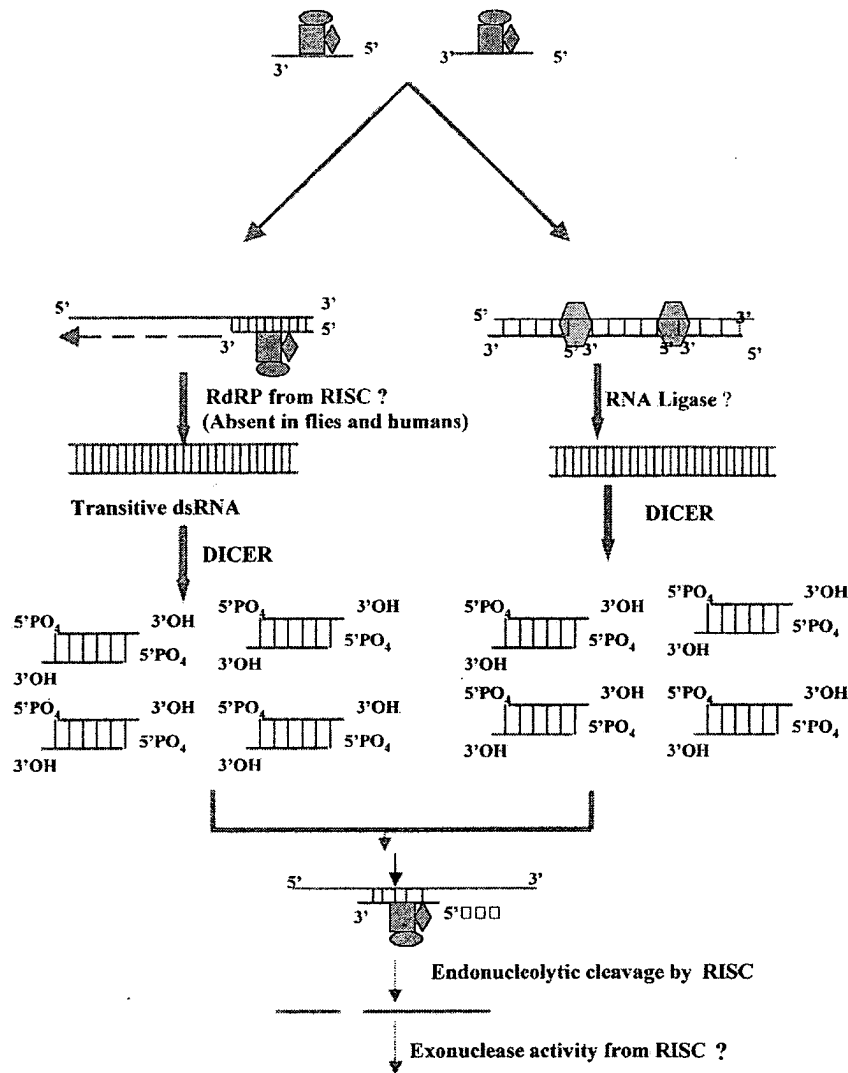 5’ 5’
3’ 3’
5’ 3’ 5’ 3’
5’
3’ 3’ 5’ 3’ 3’ 3’ 5’
RdRP from RISC ?
(Absent in flies and humans)
RNA Ligase ?
Transitive dsRNA
DICER
DICER
5’PO₄ 3’OH 5’PO₄ 3’OH
5’PO₄ 5’PO₄
3’OH 3’OH
5’PO₄ 3’OH 5’PO₄ 3’OH
5’PO₄ 5’PO₄
3’OH 3’OH
5’PO₄ 3’OH 5’PO₄ 3’OH
5’PO₄ 5’PO₄
3’OH 3’OH
5’PO₄ 3’OH 5’PO₄ 3’OH
5’PO₄ 5’PO₄
3’OH 3’OH
5’ 3’
3’ 5’□□□
Endonucleolytic cleavage by RISC
Exonuclease activity from RISC ?